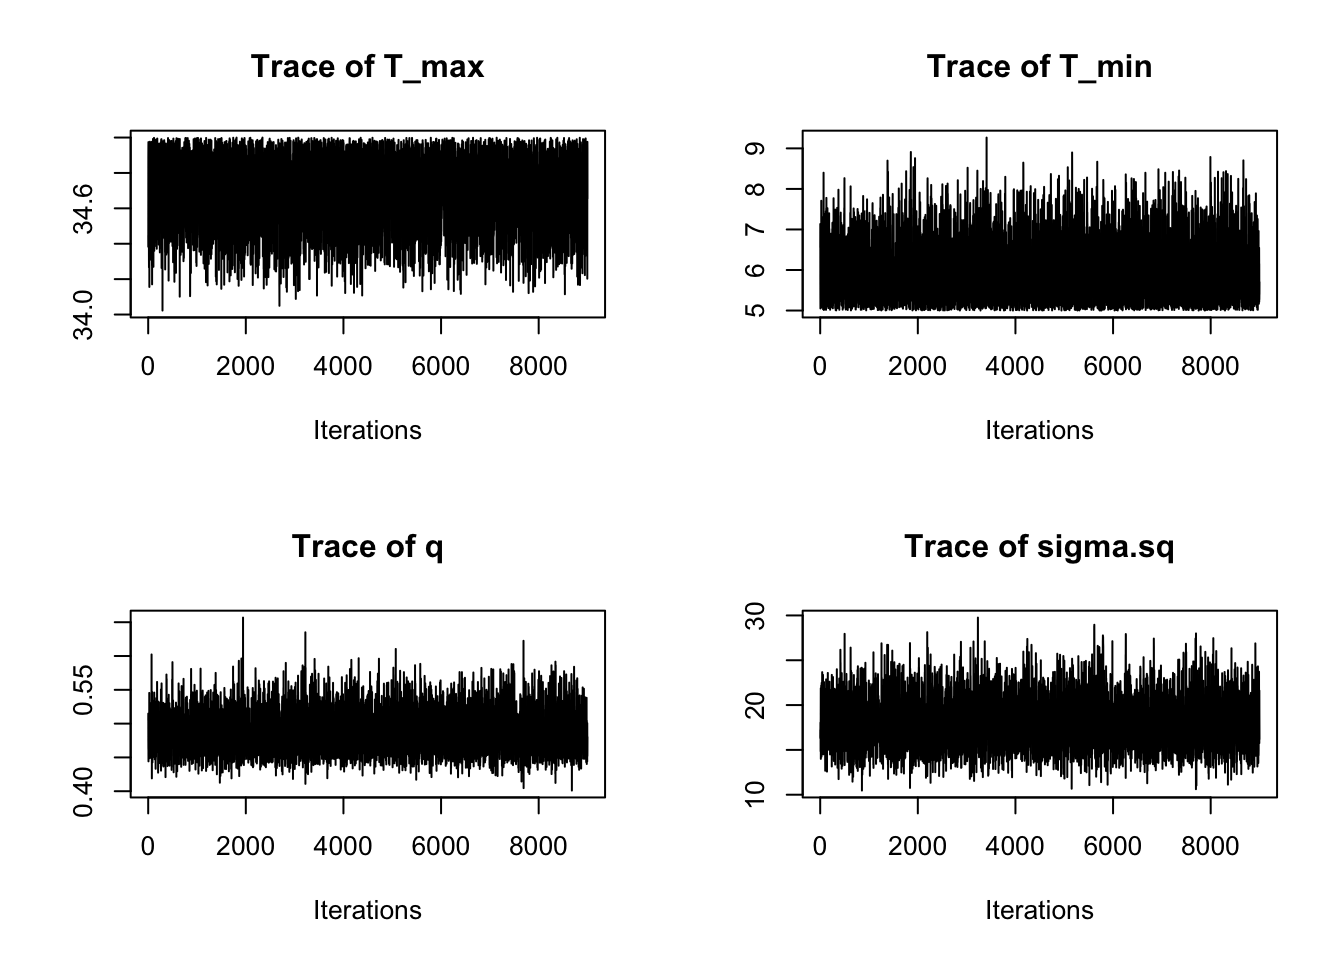 Trace of T_max
34.6
34.0
0 2000 4000 6000 8000
Iterations
Trace of T_min
9
8
7
6
5
0 2000 4000 6000 8000
Iterations
Trace of q
0.55
0.40
0 2000 4000 6000 8000
Iterations
Trace of sigma.sq
30
20
10
0 2000 4000 6000 8000
Iterations